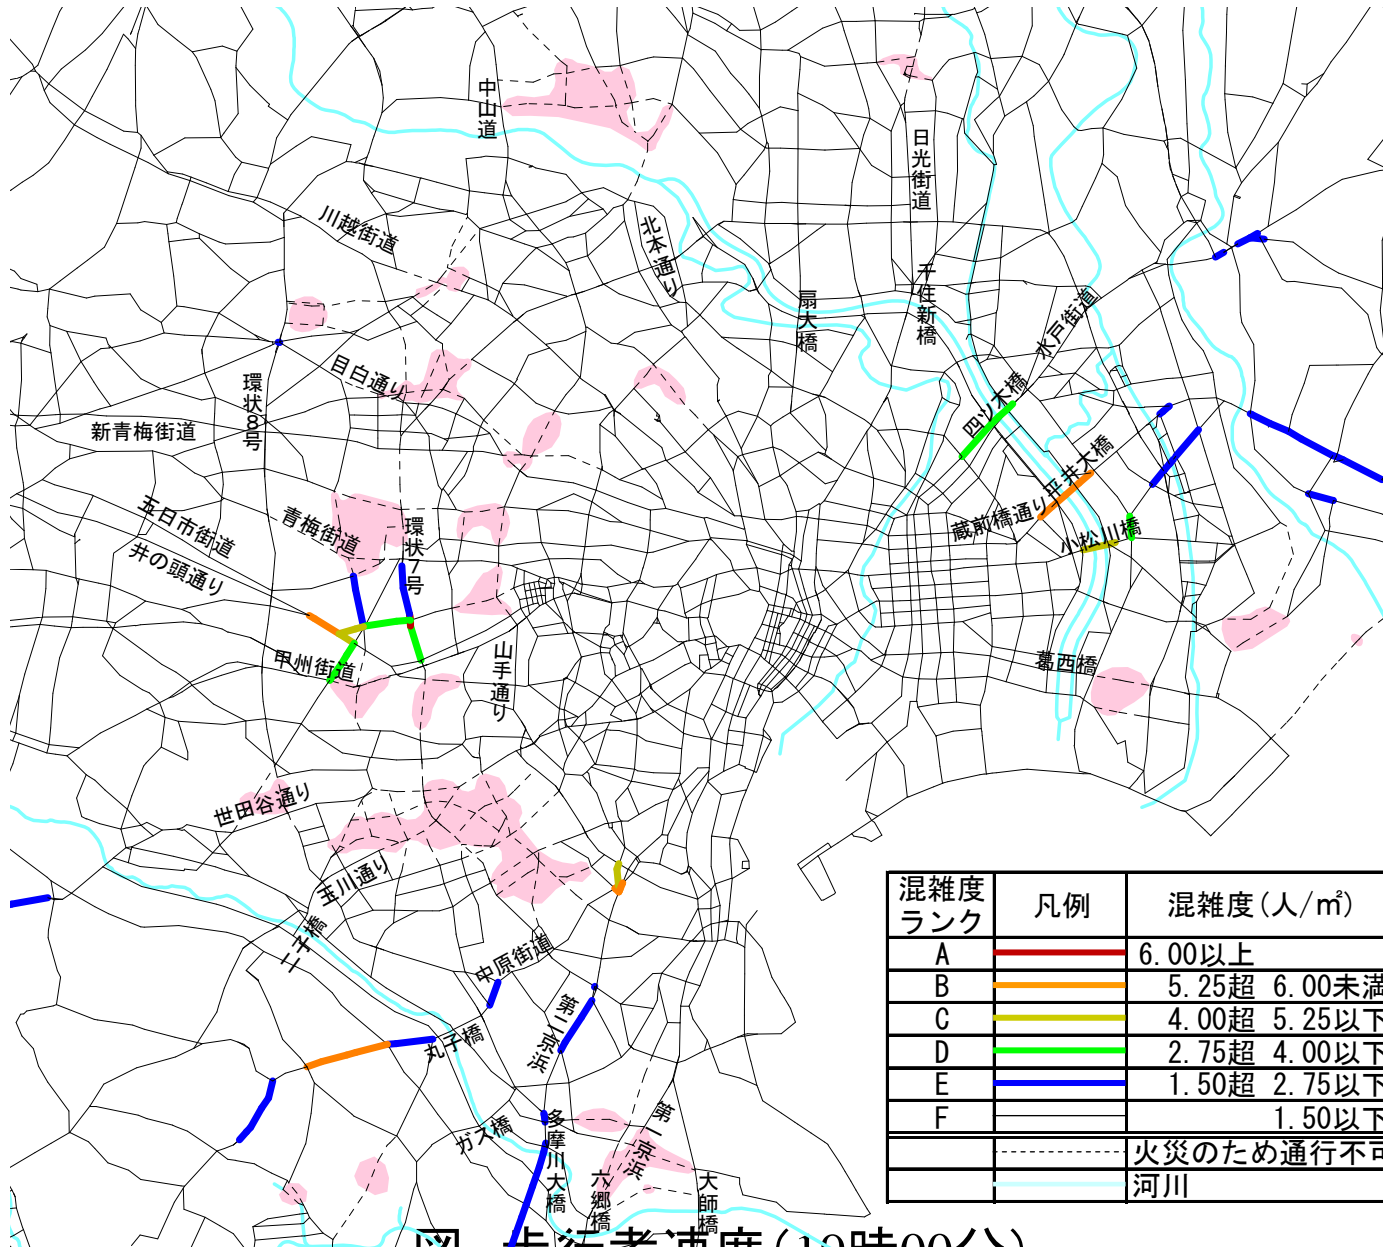 中山道
日光街道
川越街道
北本通り
千住新橋
扇大橋
水戸街道
目白通り
環状8号
四ツ木橋
新青梅街道
平井大橋
五日市街道
青梅街道
環状7号
蔵前橋通り
小松川橋
井の頭通り
甲州街道
山手通り
葛西橋
世田谷通り
玉川通り
二子橋
中原街道
第二京浜
丸子橋
ガス橋
多摩川大橋
第一京浜
六郷橋
大師橋
混雑度ランク 凡例 混雑度(人/㎡)
A 6.00以上
B 5.25超 6.00未満
C 4.00超 5.25以下
D 2.75超 4.00以下
E 1.50超 2.75以下
F 1.50以下
火災のため通行不可
河川